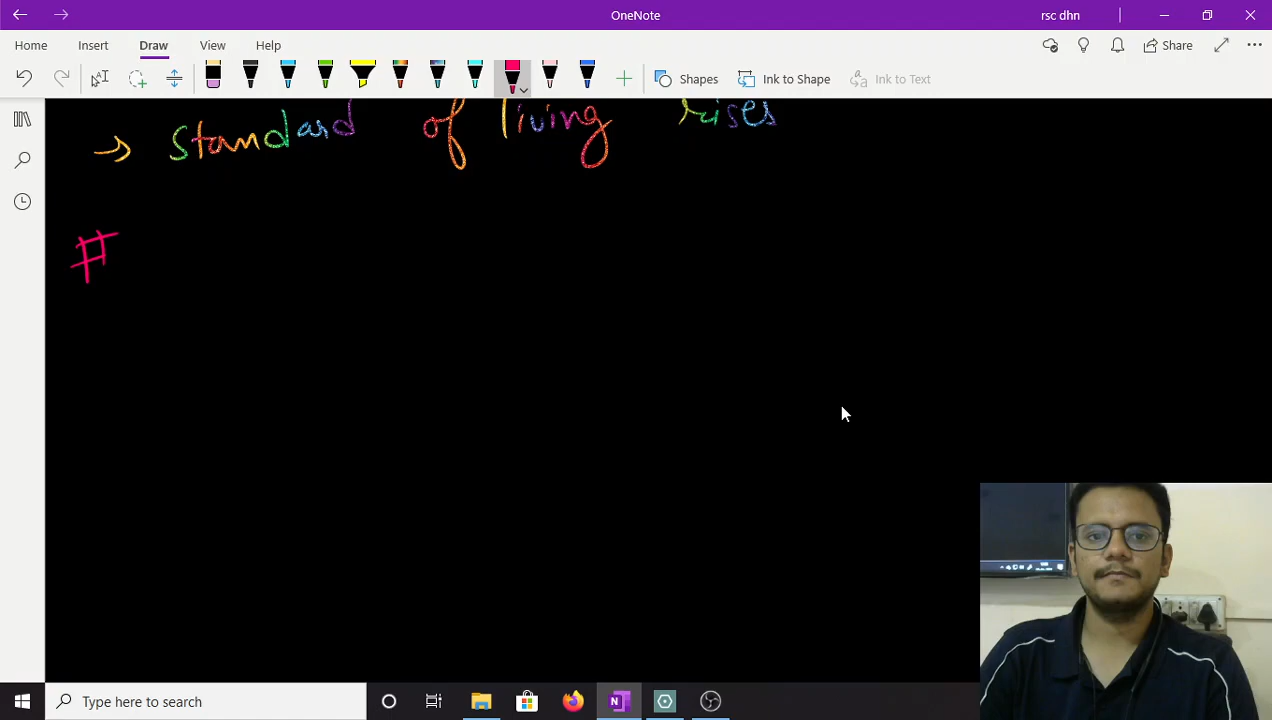 OneNote
rsc dhn
Home Insert Draw View Help
Share
Shapes
Ink to Shape
Ink to Text
→ standard of living rises
#
Type here to search